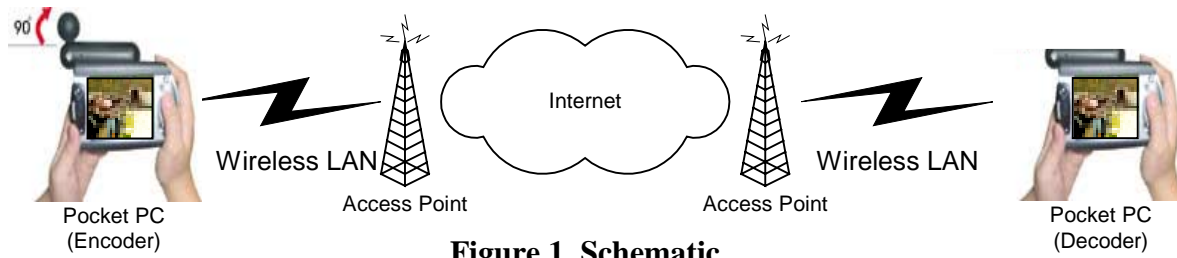 90°
Internet
Wireless LAN
Wireless LAN
Access Point
Access Point
Pocket PC
(Encoder)
Pocket PC
(Decoder)
Figure 1. Schematic